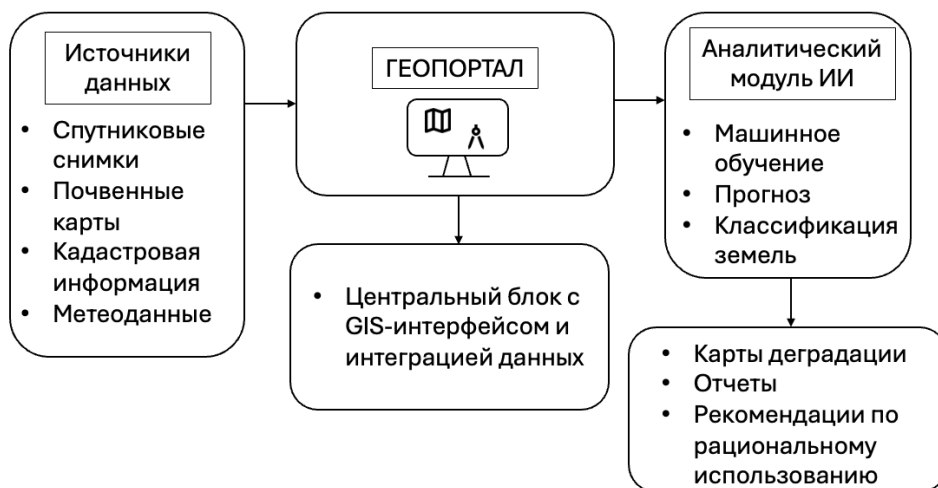 Источники
данных
• Спутниковые
снимки
• Почвенные
карты
• Кадастровая
информация
• Метеоданные
ГЕОПОРТАЛ
• Центральный блок с
GIS-интерфейсом и
интеграцией данных
Аналитический
модуль ИИ
• Машинное
обучение
• Прогноз
• Классификация
земель
• Карты деградации
• Отчеты
• Рекомендации по
рациональному
использованию